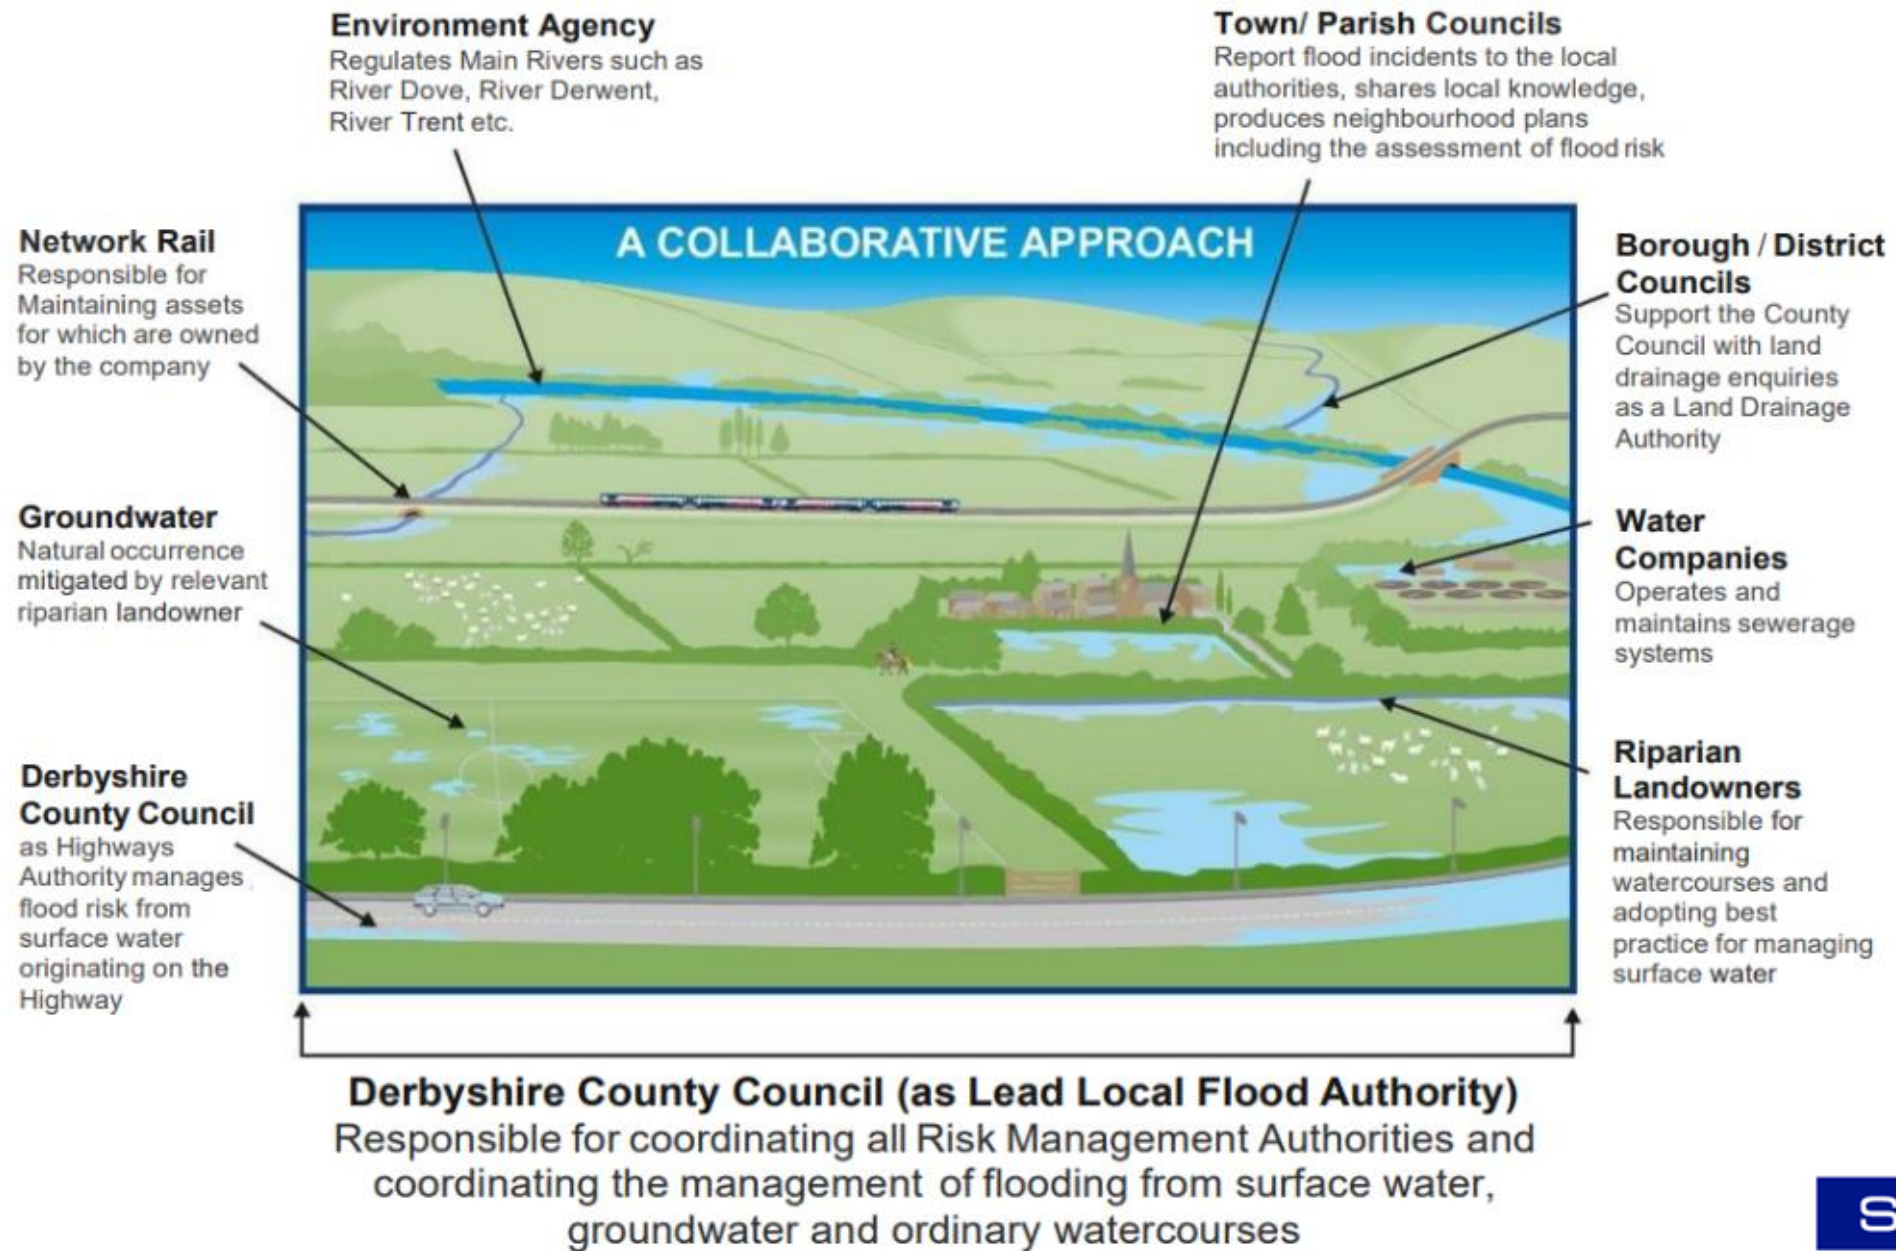 Environment Agency
Regulates Main Rivers such as
River Dove, River Derwent,
River Trent etc.
Town/ Parish Councils
Report flood incidents to the local
authorities, shares local knowledge,
produces neighbourhood plans
including the assessment of flood risk
A COLLABORATIVE APPROACH
Network Rail
Responsible for
Maintaining assets
for which are owned
by the company
Borough / District
Councils
Support the County
Council with land
drainage enquiries
as a Land Drainage
Authority
Groundwater
Natural occurrence
mitigated by relevant
riparian landowner
Water
Companies
Operates and
maintains sewerage
systems
Derbyshire
County Council
as Highways
Authority manages
flood risk from
surface water
originating on the
Highway
Riparian
Landowners
Responsible for
maintaining
watercourses and
adopting best
practice for managing
surface water
Derbyshire County Council (as Lead Local Flood Authority)
Responsible for coordinating all Risk Management Authorities and
coordinating the management of flooding from surface water,
groundwater and ordinary watercourses
S